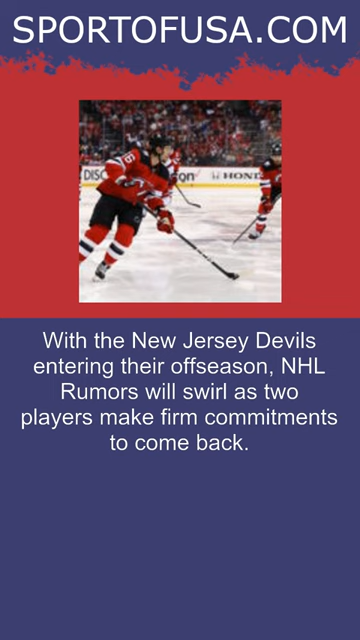 SPORTOFUSA.COM
HOND
With the New Jersey Devils
entering their offseason, NHL
Rumors will swirl as two
players make firm commitments
to come back.